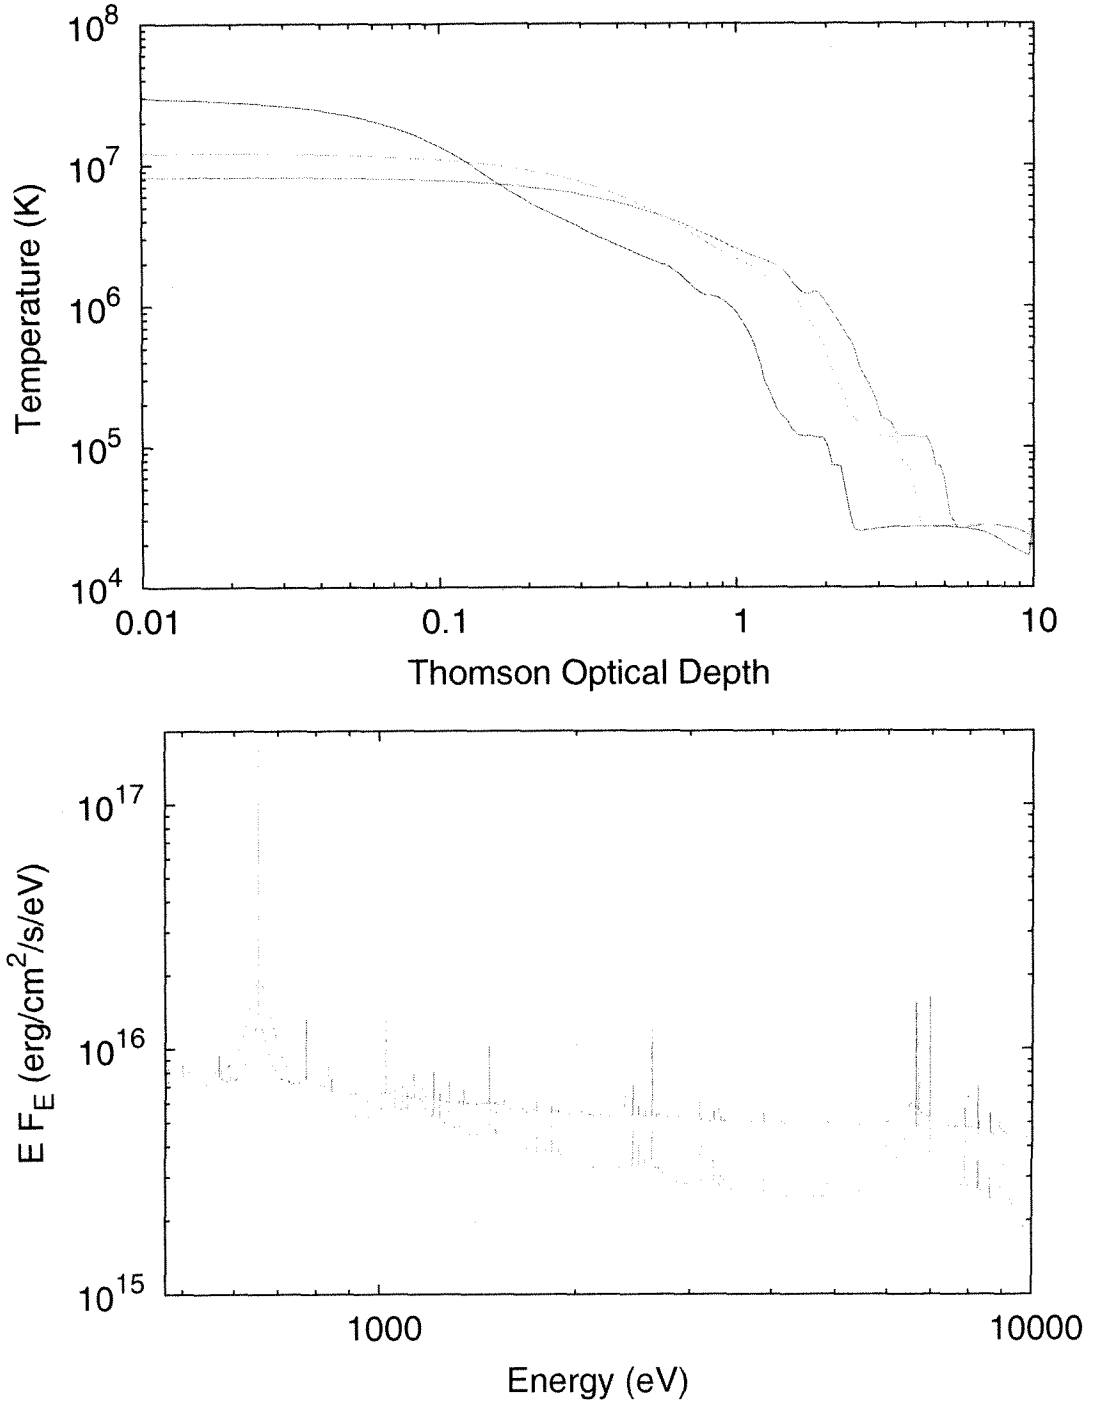 10^8
10^7
10^6
10^5
10^4
Temperature (K)
0.01 0.1 1 10
Thomson Optical Depth
10^17
10^16
10^15
E F_E (erg/cm^2/s/eV)
1000 10000
Energy (eV)